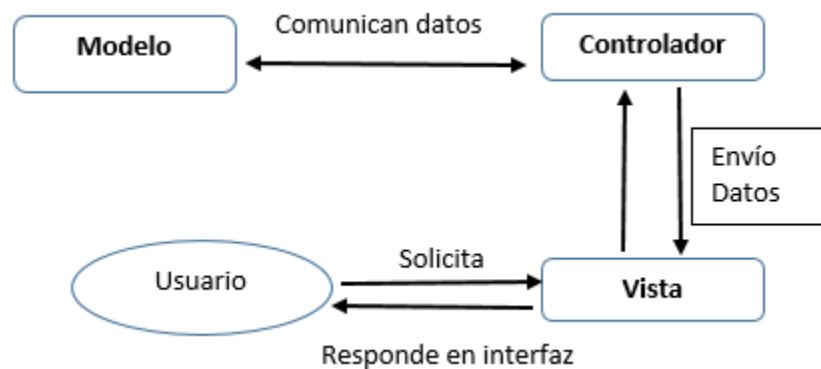 Comunican datos
Modelo
Controlador
Envío
Datos
Usuario
Solicita
Vista
Responde en interfaz